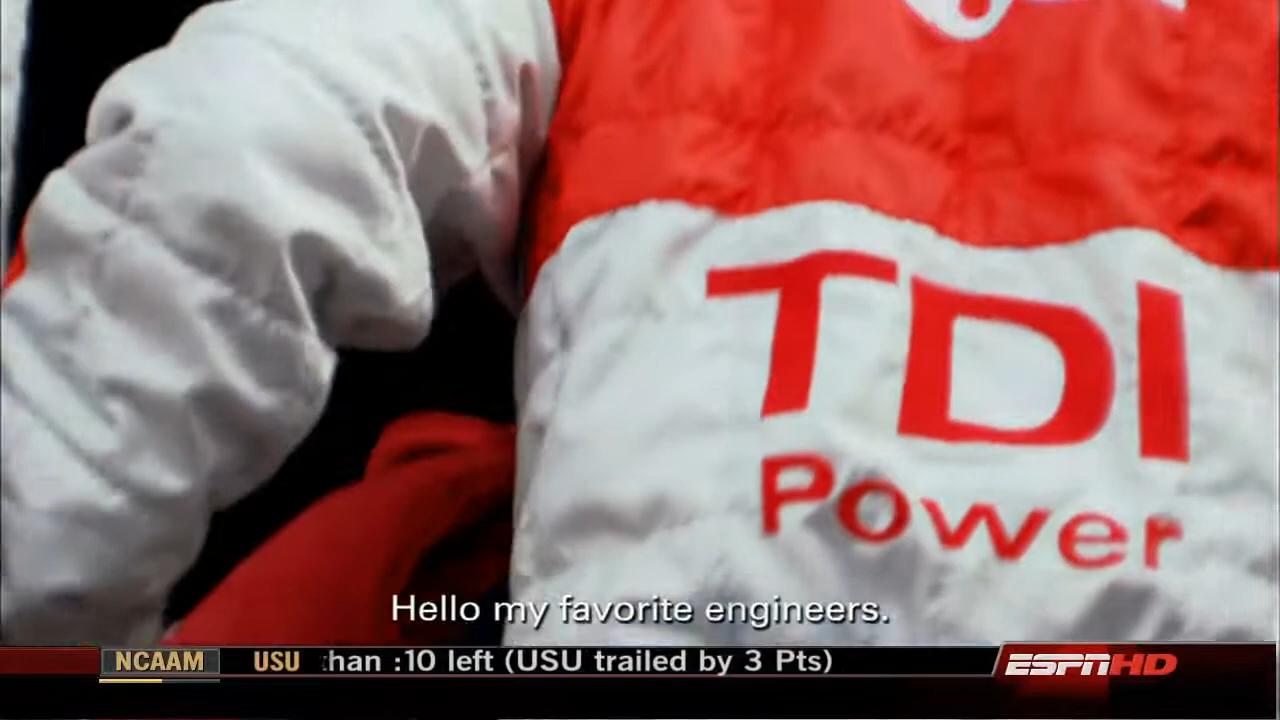 TDI
Power
Hello my favorite engineers.
NCAAM
USU
than :10 left (USU trailed by 3 Pts)
ESPNHD